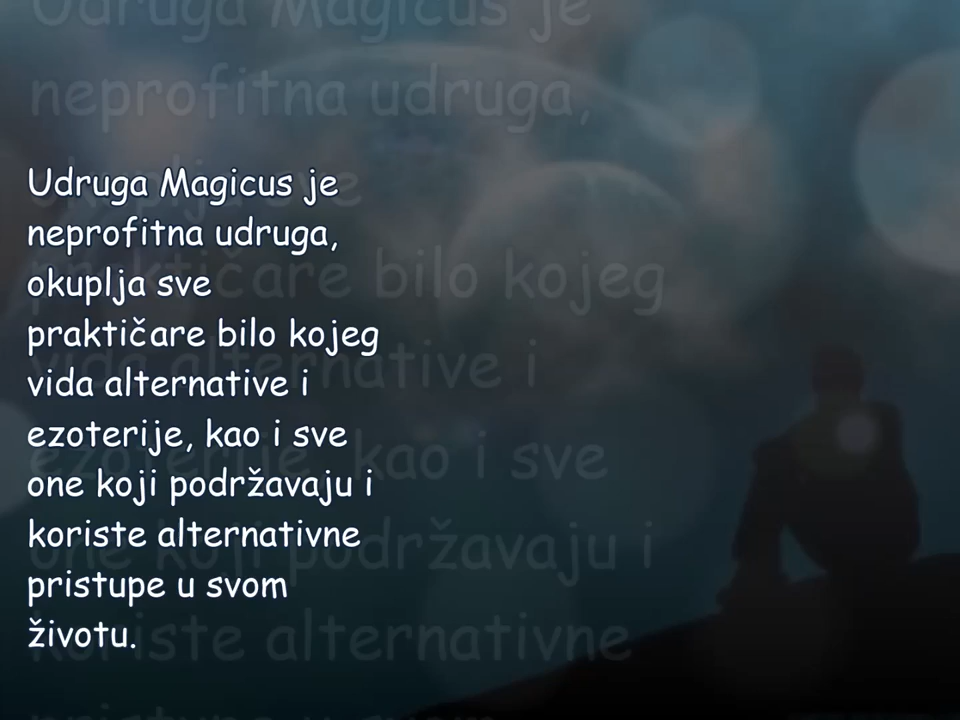 Udruga Magicus je
neprofitna udruga,
okuplja sve
praktičare bilo kojeg
vida alternative i
ezoterije, kao i sve
one koji podržavaju i
koriste alternativne
pristupe u svom
životu.